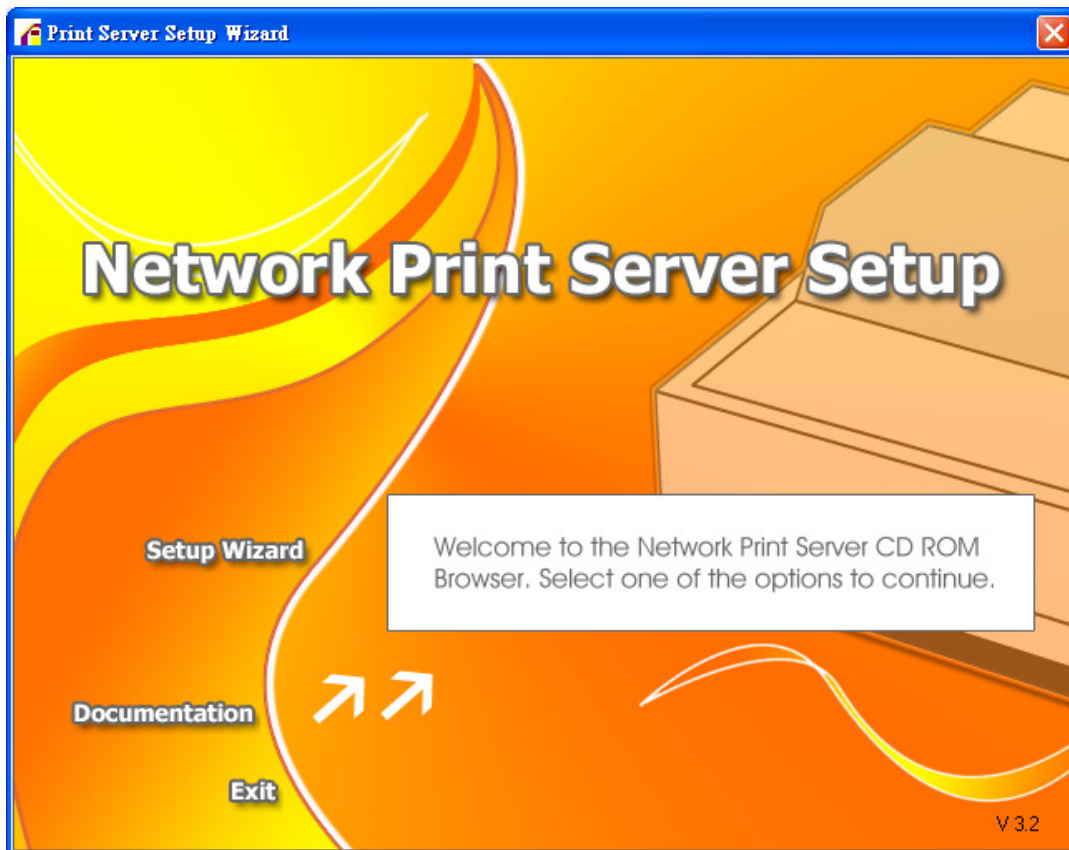 Print Server Setup Wizard
Network Print Server Setup
Setup Wizard
Welcome to the Network Print Server CD ROM
Browser. Select one of the options to continue.
Documentation
Exit
V 3.2